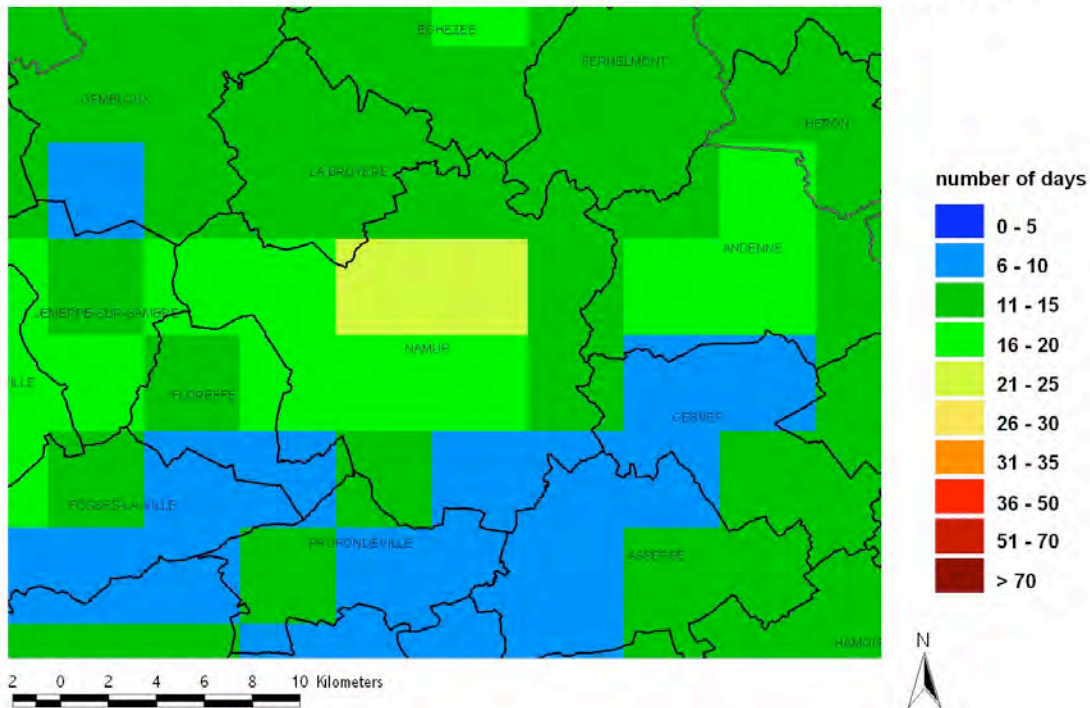 EGHEZEE
FERNELMONT
GEMBLOUX
HERON
LA BRUYERE
ANDENNE
JEMEPPE-SUR-SAMBRE
NAMUR
ILLE
FLOREFFE
GESVES
FOSSES-LA-VILLE
PROFONDEVILLE
ASSESSE
HAMOIS
number of days
0 - 5
6 - 10
11 - 15
16 - 20
21 - 25
26 - 30
31 - 35
36 - 50
51 - 70
> 70
N
2 0 2 4 6 8 10 Kilometers